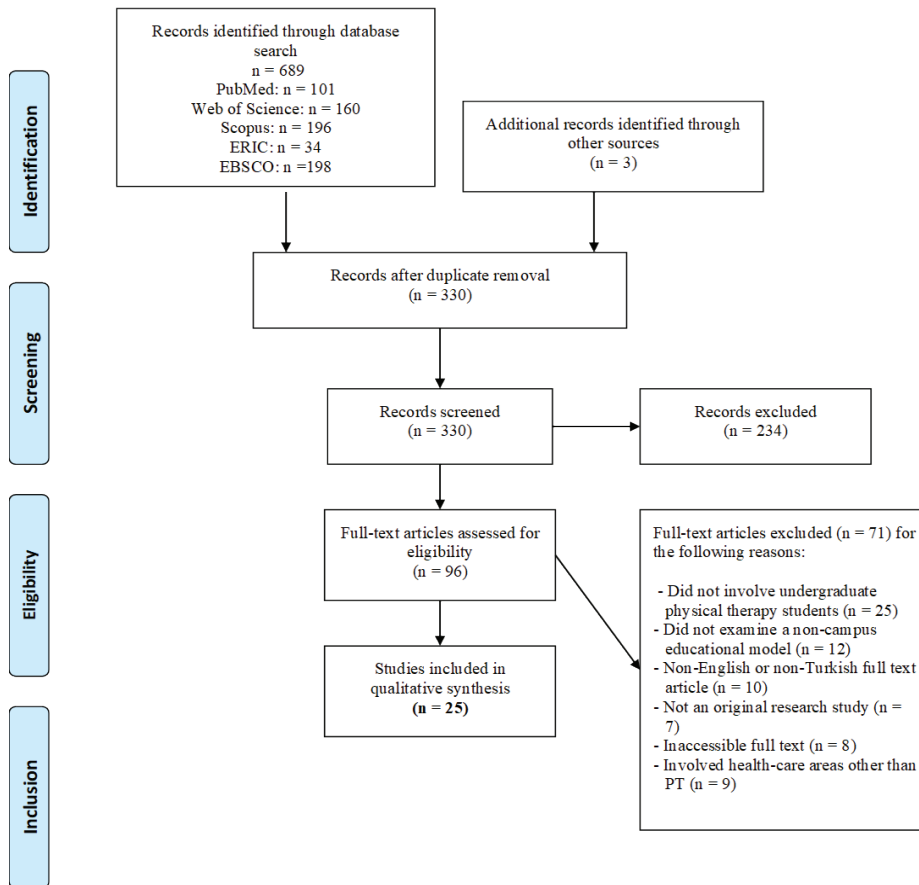 Records identified through database
search
n = 689
PubMed: n = 101
Web of Science: n = 160
Scopus: n = 196
ERIC: n = 34
EBSCO: n =198
Additional records identified through
other sources
(n = 3)
Identification
Records after duplicate removal
(n = 330)
Screening
Records screened
(n = 330)
Records excluded
(n = 234)
Eligibility
Full-text articles assessed for
eligibility
(n = 96)
Full-text articles excluded (n = 71) for
the following reasons:
- Did not involve undergraduate
physical therapy students (n = 25)
- Did not examine a non-campus
educational model (n = 12)
- Non-English or non-Turkish full text
article (n = 10)
- Not an original research study (n =
7)
- Inaccessible full text (n = 8)
- Involved health-care areas other than
PT (n = 9)
Studies included in
qualitative synthesis
(n = 25)
Inclusion